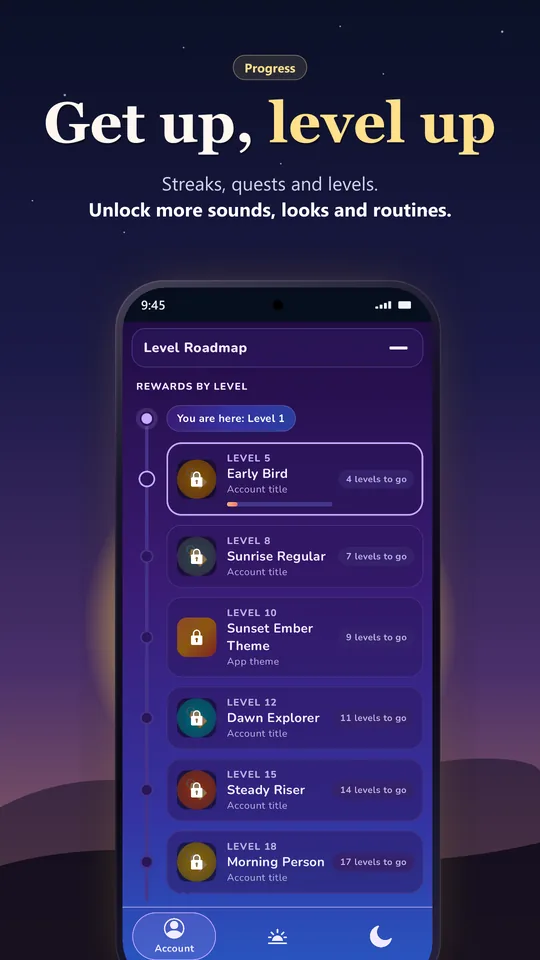 Progress
Get up, level up
Streaks, quests and levels.
Unlock more sounds, looks and routines.
9:45
Level Roadmap
REWARDS BY LEVEL
You are here: Level 1
LEVEL 5
Early Bird
Account title
4 levels to go
LEVEL 8
Sunrise Regular
Account title
7 levels to go
LEVEL 10
Sunset Ember
Theme
App theme
9 levels to go
LEVEL 12
Dawn Explorer
Account title
11 levels to go
LEVEL 15
Steady Riser
Account title
14 levels to go
LEVEL 18
Morning Person
Account title
17 levels to go
Account